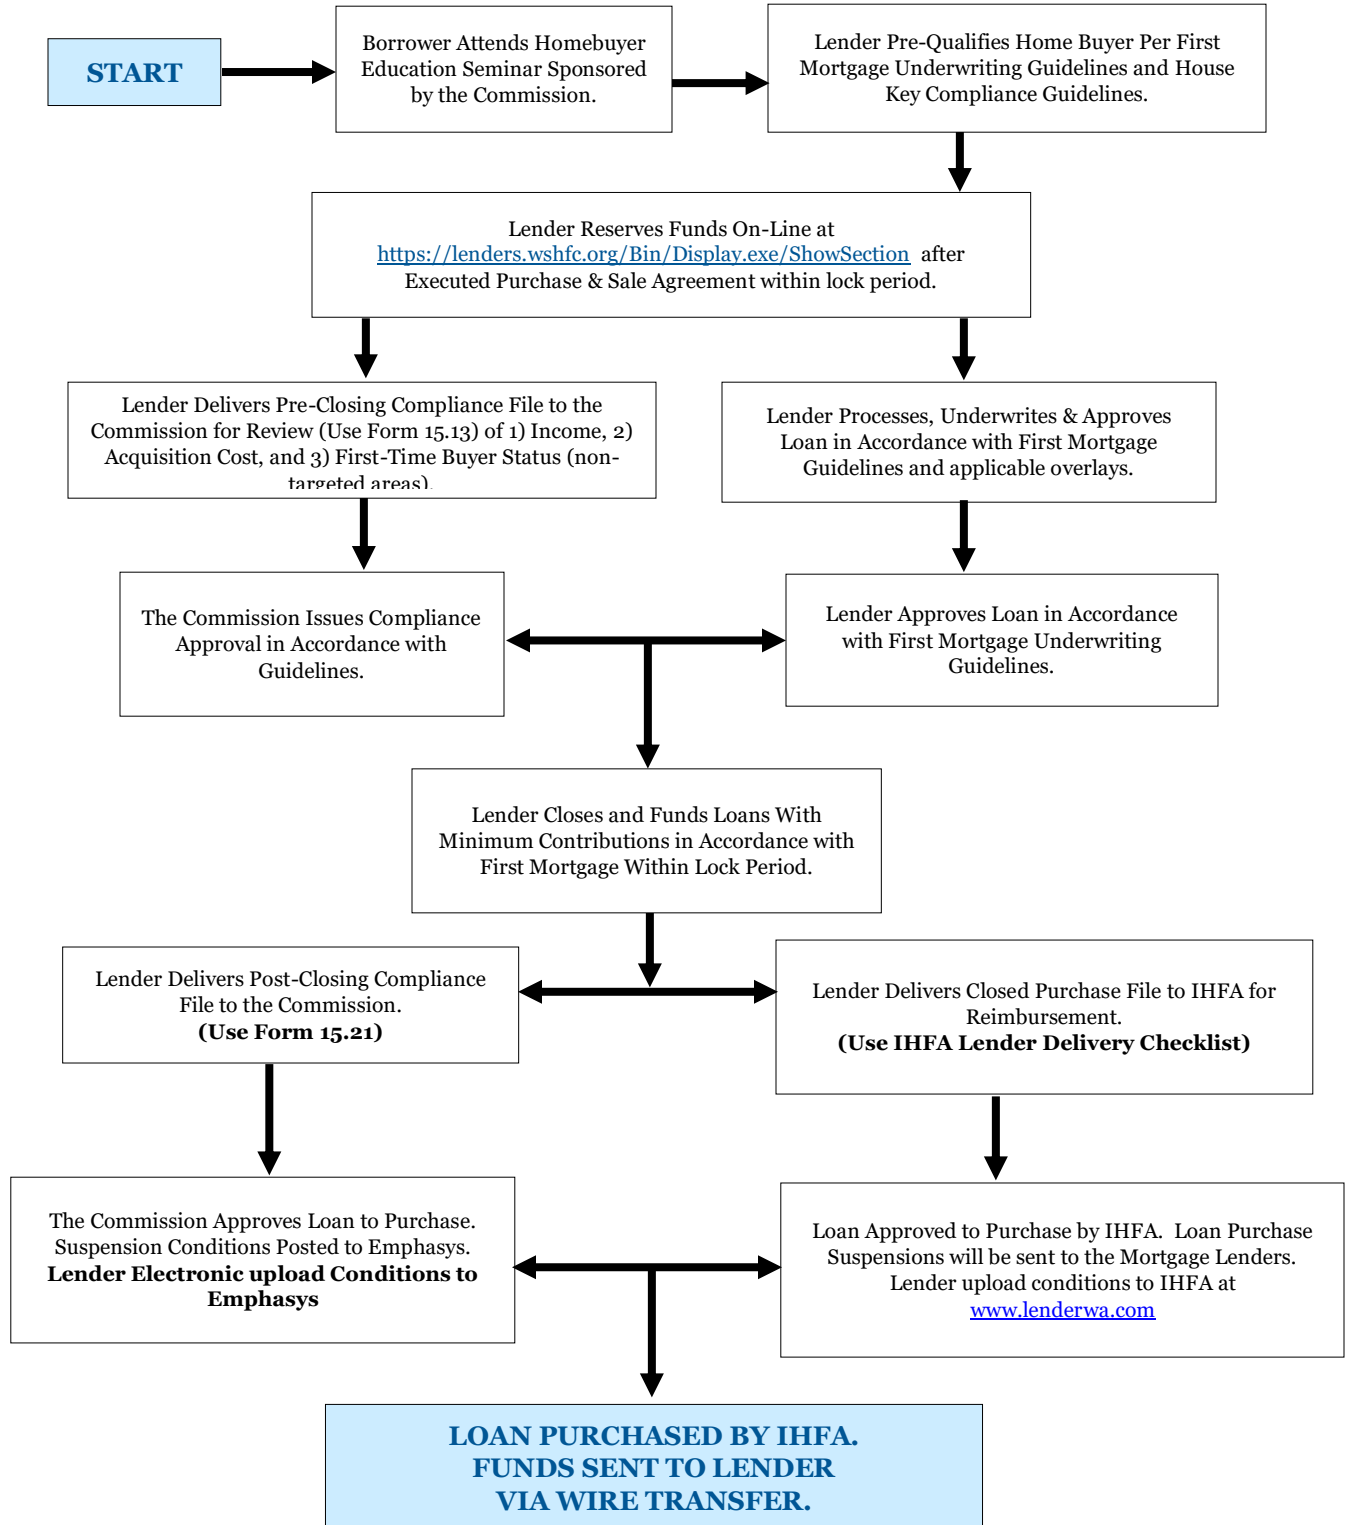 START
Borrower Attends Homebuyer
Education Seminar Sponsored
by the Commission.
Lender Pre-Qualifies Home Buyer Per First
Mortgage Underwriting Guidelines and House
Key Compliance Guidelines.
Lender Reserves Funds On-Line at
https://lenders.wshfc.org/Bin/Display.exe/ShowSection after
Executed Purchase & Sale Agreement within lock period.
Lender Delivers Pre-Closing Compliance File to the
Commission for Review (Use Form 15.13) of 1) Income, 2)
Acquisition Cost, and 3) First-Time Buyer Status (non-
targeted areas).
Lender Processes, Underwrites & Approves
Loan in Accordance with First Mortgage
Guidelines and applicable overlays.
The Commission Issues Compliance
Approval in Accordance with
Guidelines.
Lender Approves Loan in Accordance
with First Mortgage Underwriting
Guidelines.
Lender Closes and Funds Loans With
Minimum Contributions in Accordance with
First Mortgage Within Lock Period.
Lender Delivers Post-Closing Compliance
File to the Commission.
(Use Form 15.21)
Lender Delivers Closed Purchase File to IHFA for
Reimbursement.
(Use IHFA Lender Delivery Checklist)
The Commission Approves Loan to Purchase.
Suspension Conditions Posted to Emphasys.
Lender Electronic upload Conditions to
Emphasys
Loan Approved to Purchase by IHFA. Loan Purchase
Suspensions will be sent to the Mortgage Lenders.
Lender upload conditions to IHFA at
www.lenderwa.com
LOAN PURCHASED BY IHFA.
FUNDS SENT TO LENDER
VIA WIRE TRANSFER.